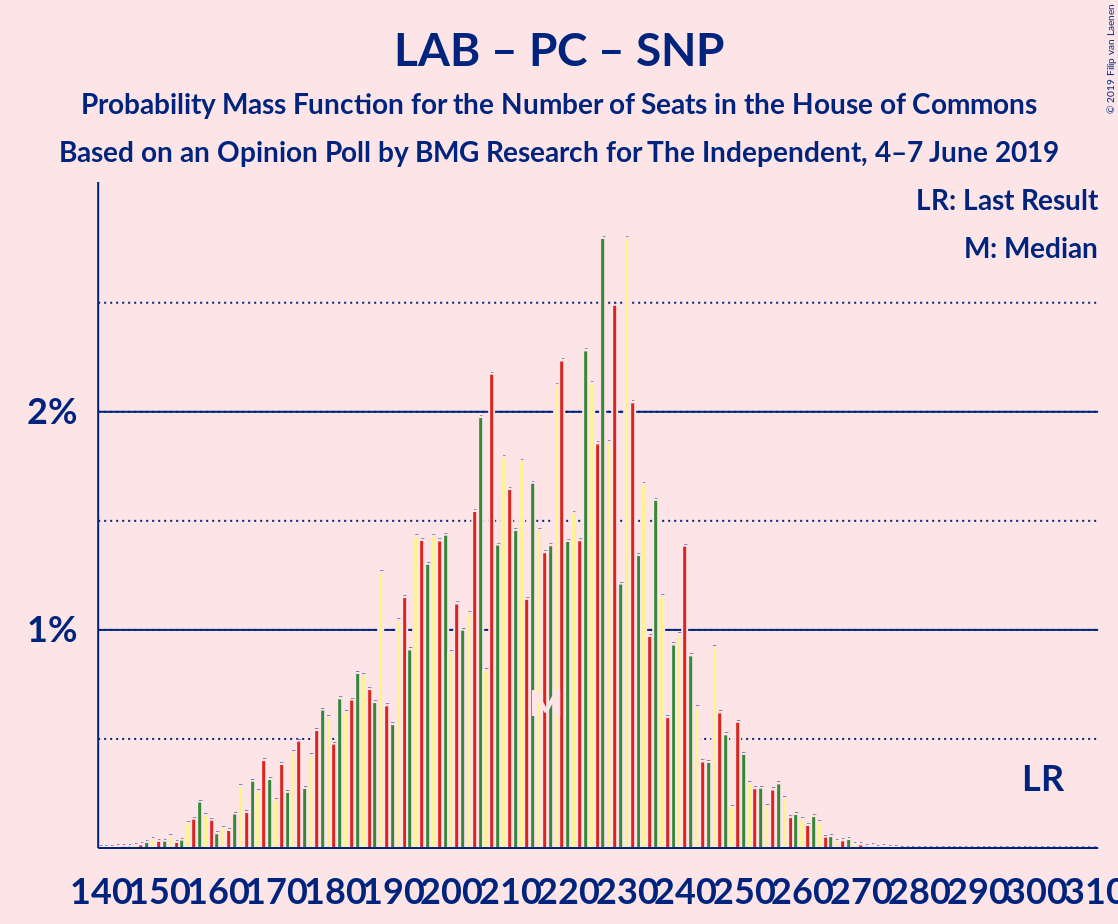 LAB – PC – SNP
Probability Mass Function for the Number of Seats in the House of Commons
Based on an Opinion Poll by BMG Research for The Independent, 4–7 June 2019
© 2019 Filip van Laenen
LR: Last Result
M: Median
2%
1%
M
LR
140 150 160 170 180 190 200 210 220 230 240 250 260 270 280 290 300 310